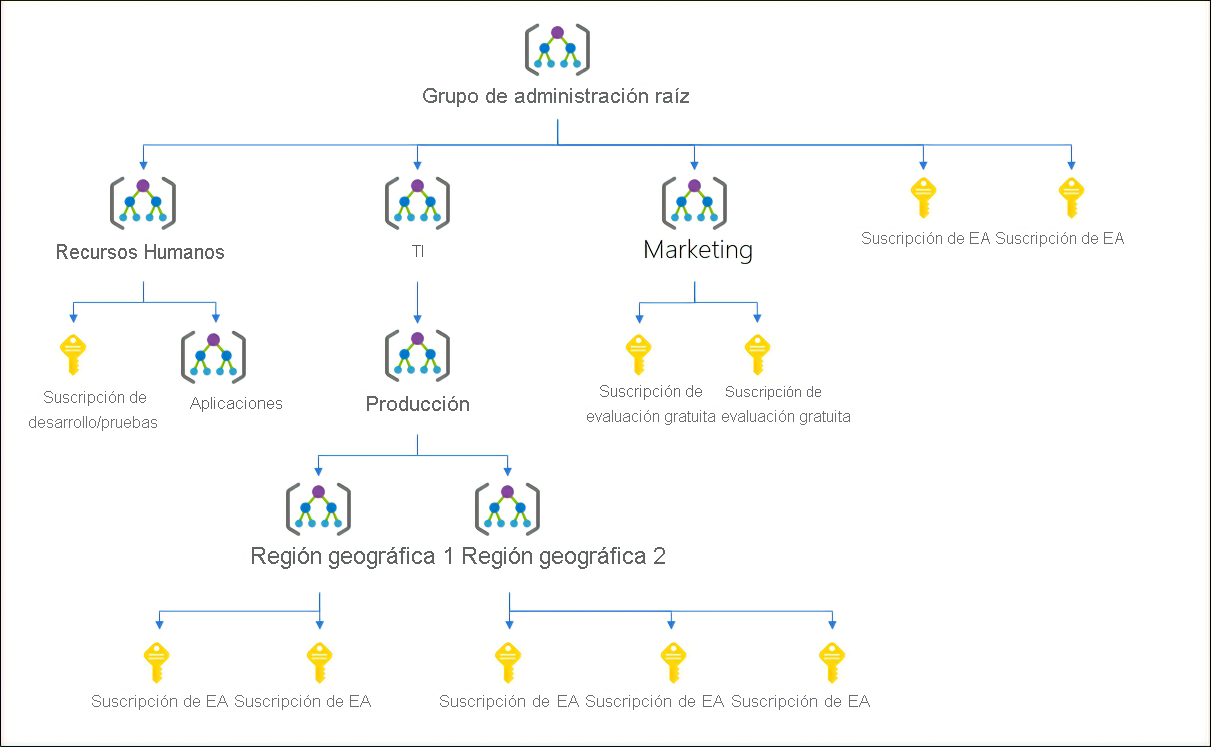 Grupo de administración raíz
Recursos Humanos
TI
Marketing
Suscripción de EA
Suscripción de EA
Suscripción de
desarrollo/pruebas
Aplicaciones
Producción
Suscripción de
evaluación gratuita
Suscripción de
evaluación gratuita
Región geográfica 1
Región geográfica 2
Suscripción de EA
Suscripción de EA
Suscripción de EA
Suscripción de EA
Suscripción de EA